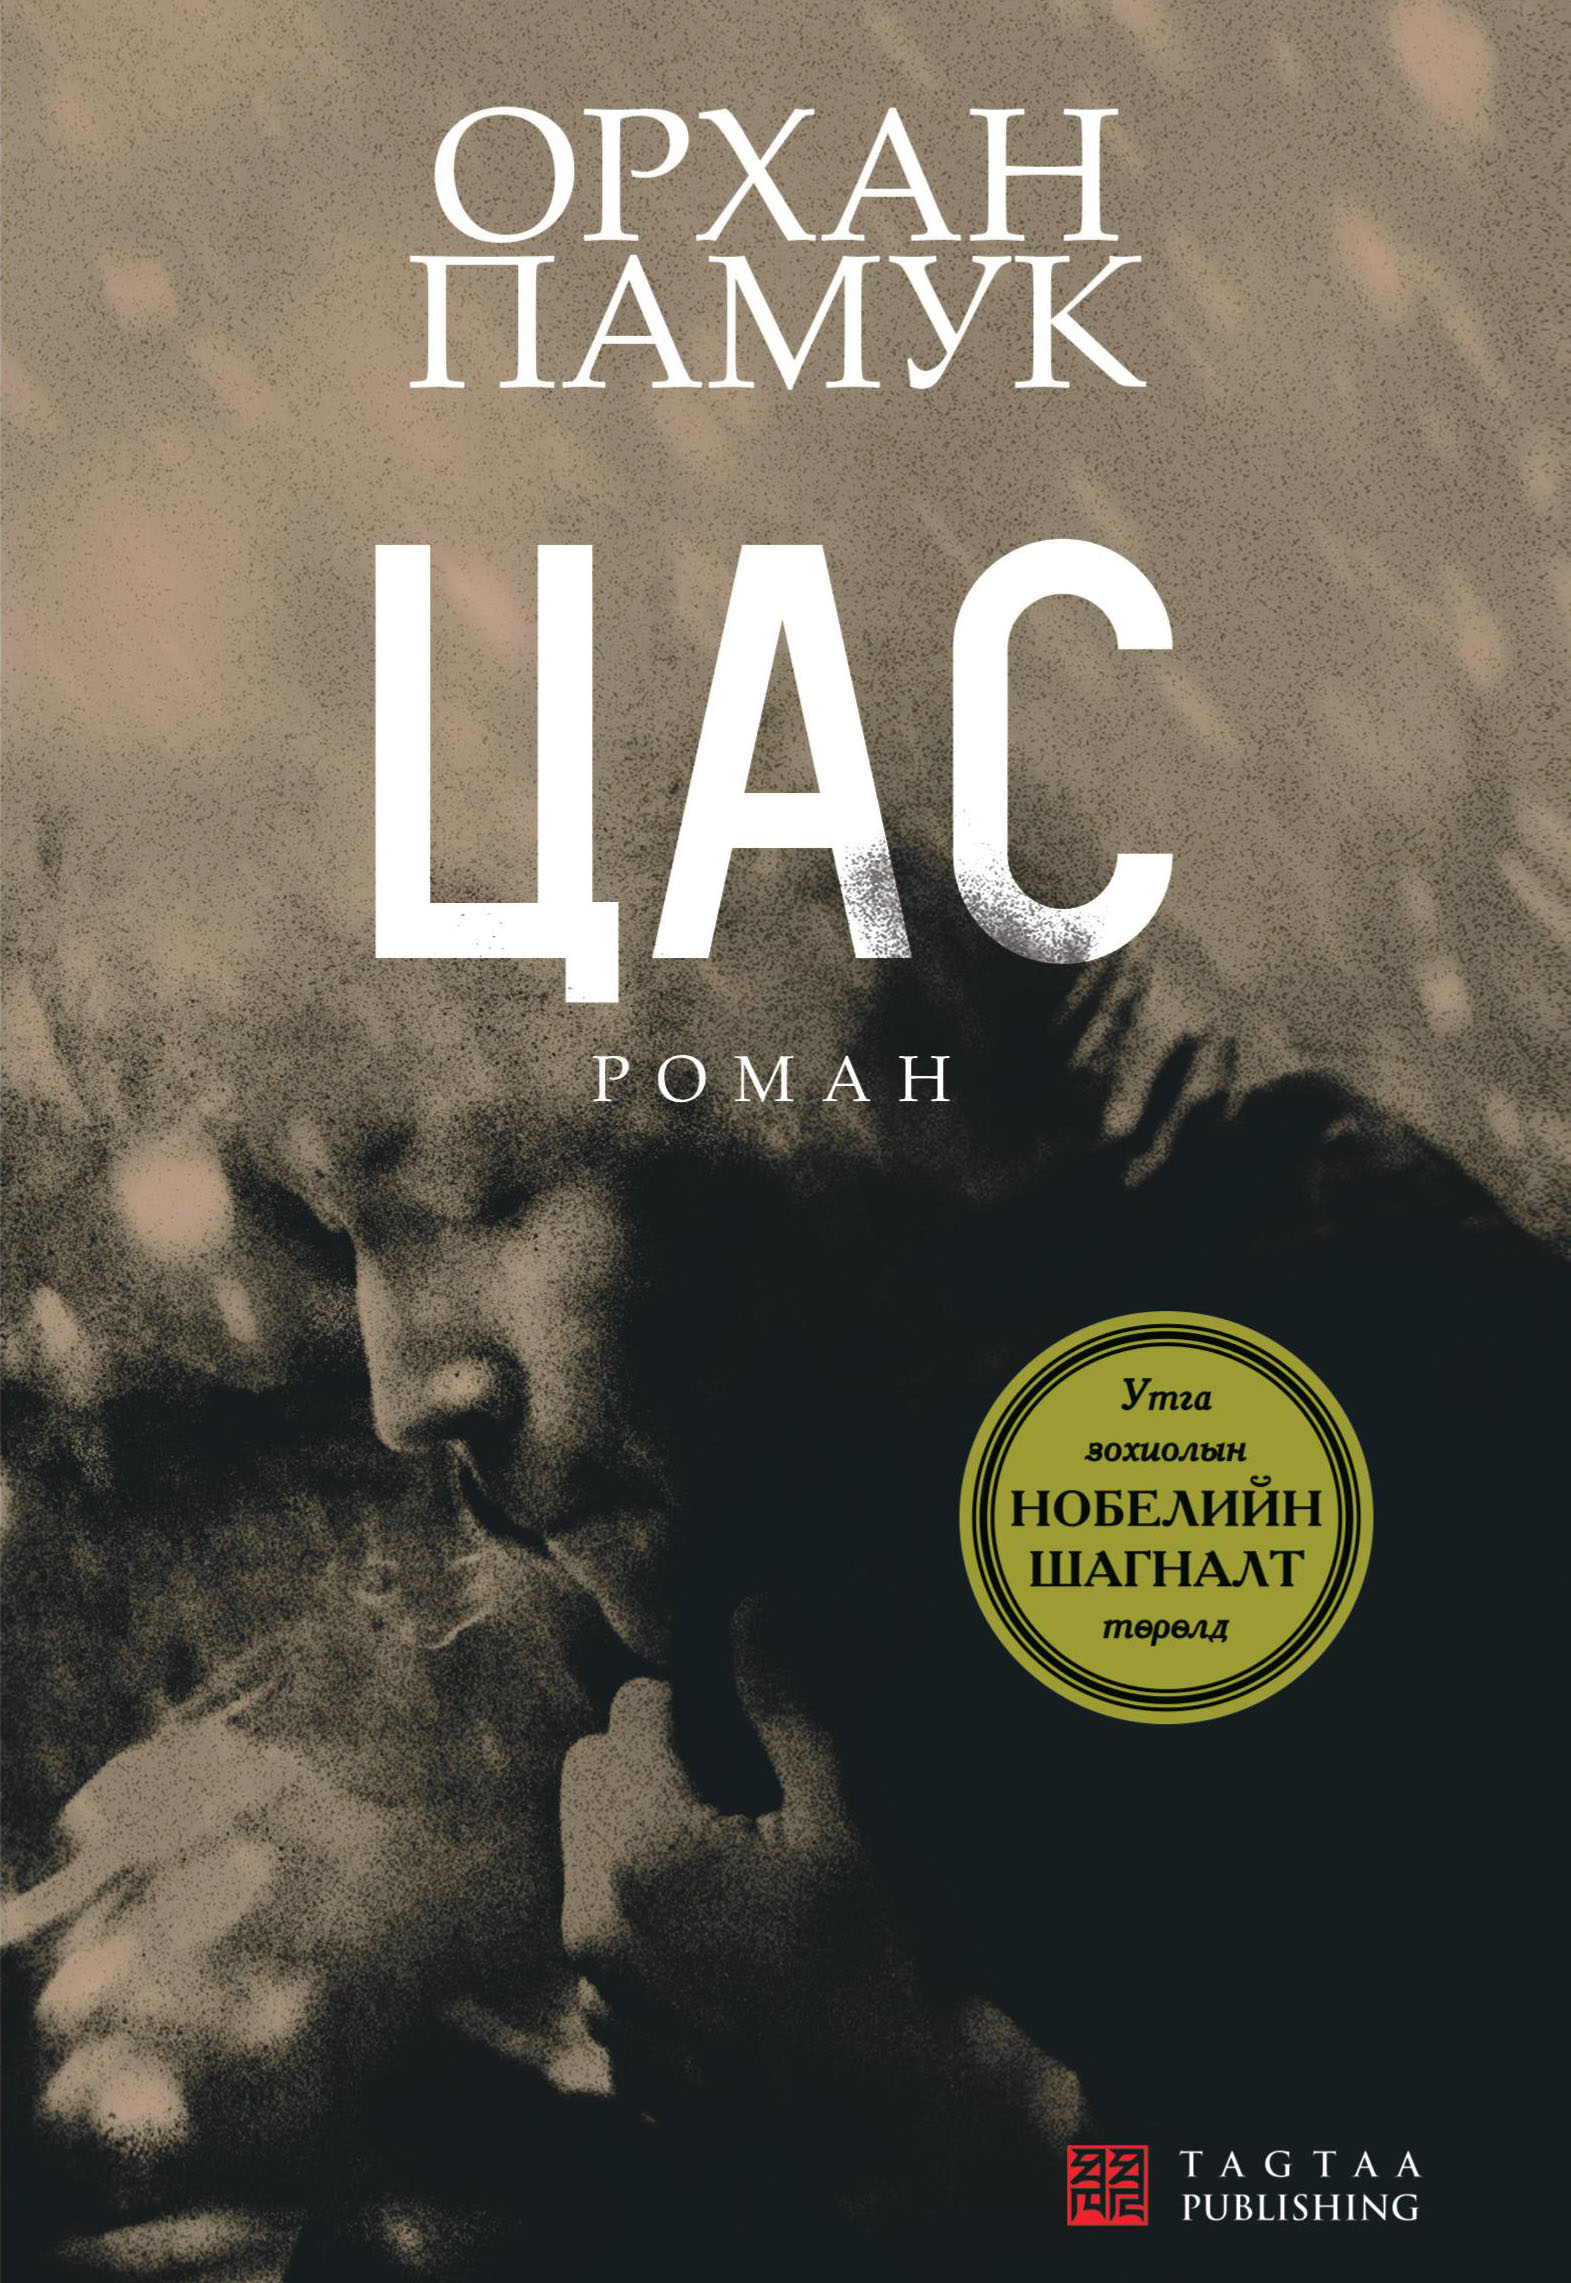 ОРХАН
ПАМУК
ЦАС
РОМАН
Утга
зохиолын
НОБЕЛИЙН
ШАГНАЛТ
төрөлд
TAGTAA
PUBLISHING